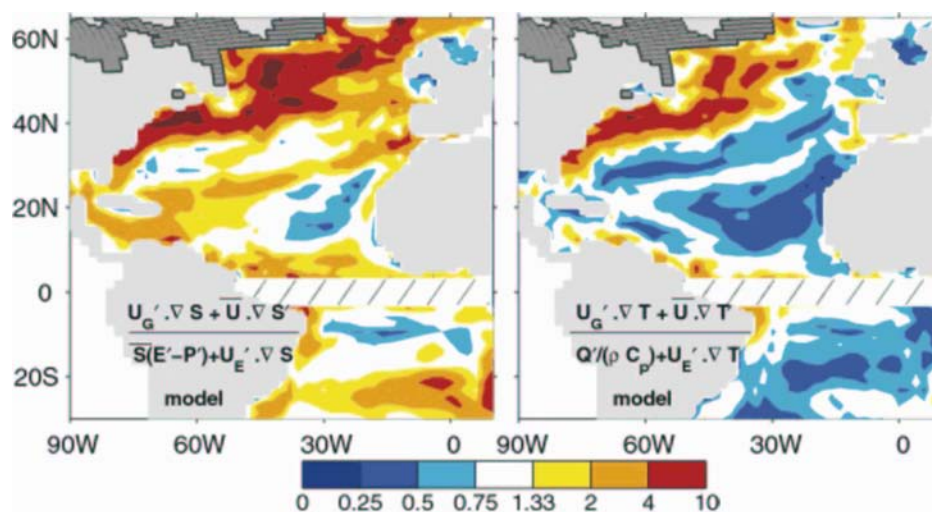 60N
40N
20N
0
20S
U_G′ .∇ S + U̅ .∇ S′
S̅(E′−P′)+U_E′ .∇ S
model
U_G′ .∇ T + U̅ .∇ T′
Q′/(ρ C_p)+U_E′ .∇ T
model
90W 60W 30W 0 90W 60W 30W 0
0 0.25 0.5 0.75 1.33 2 4 10